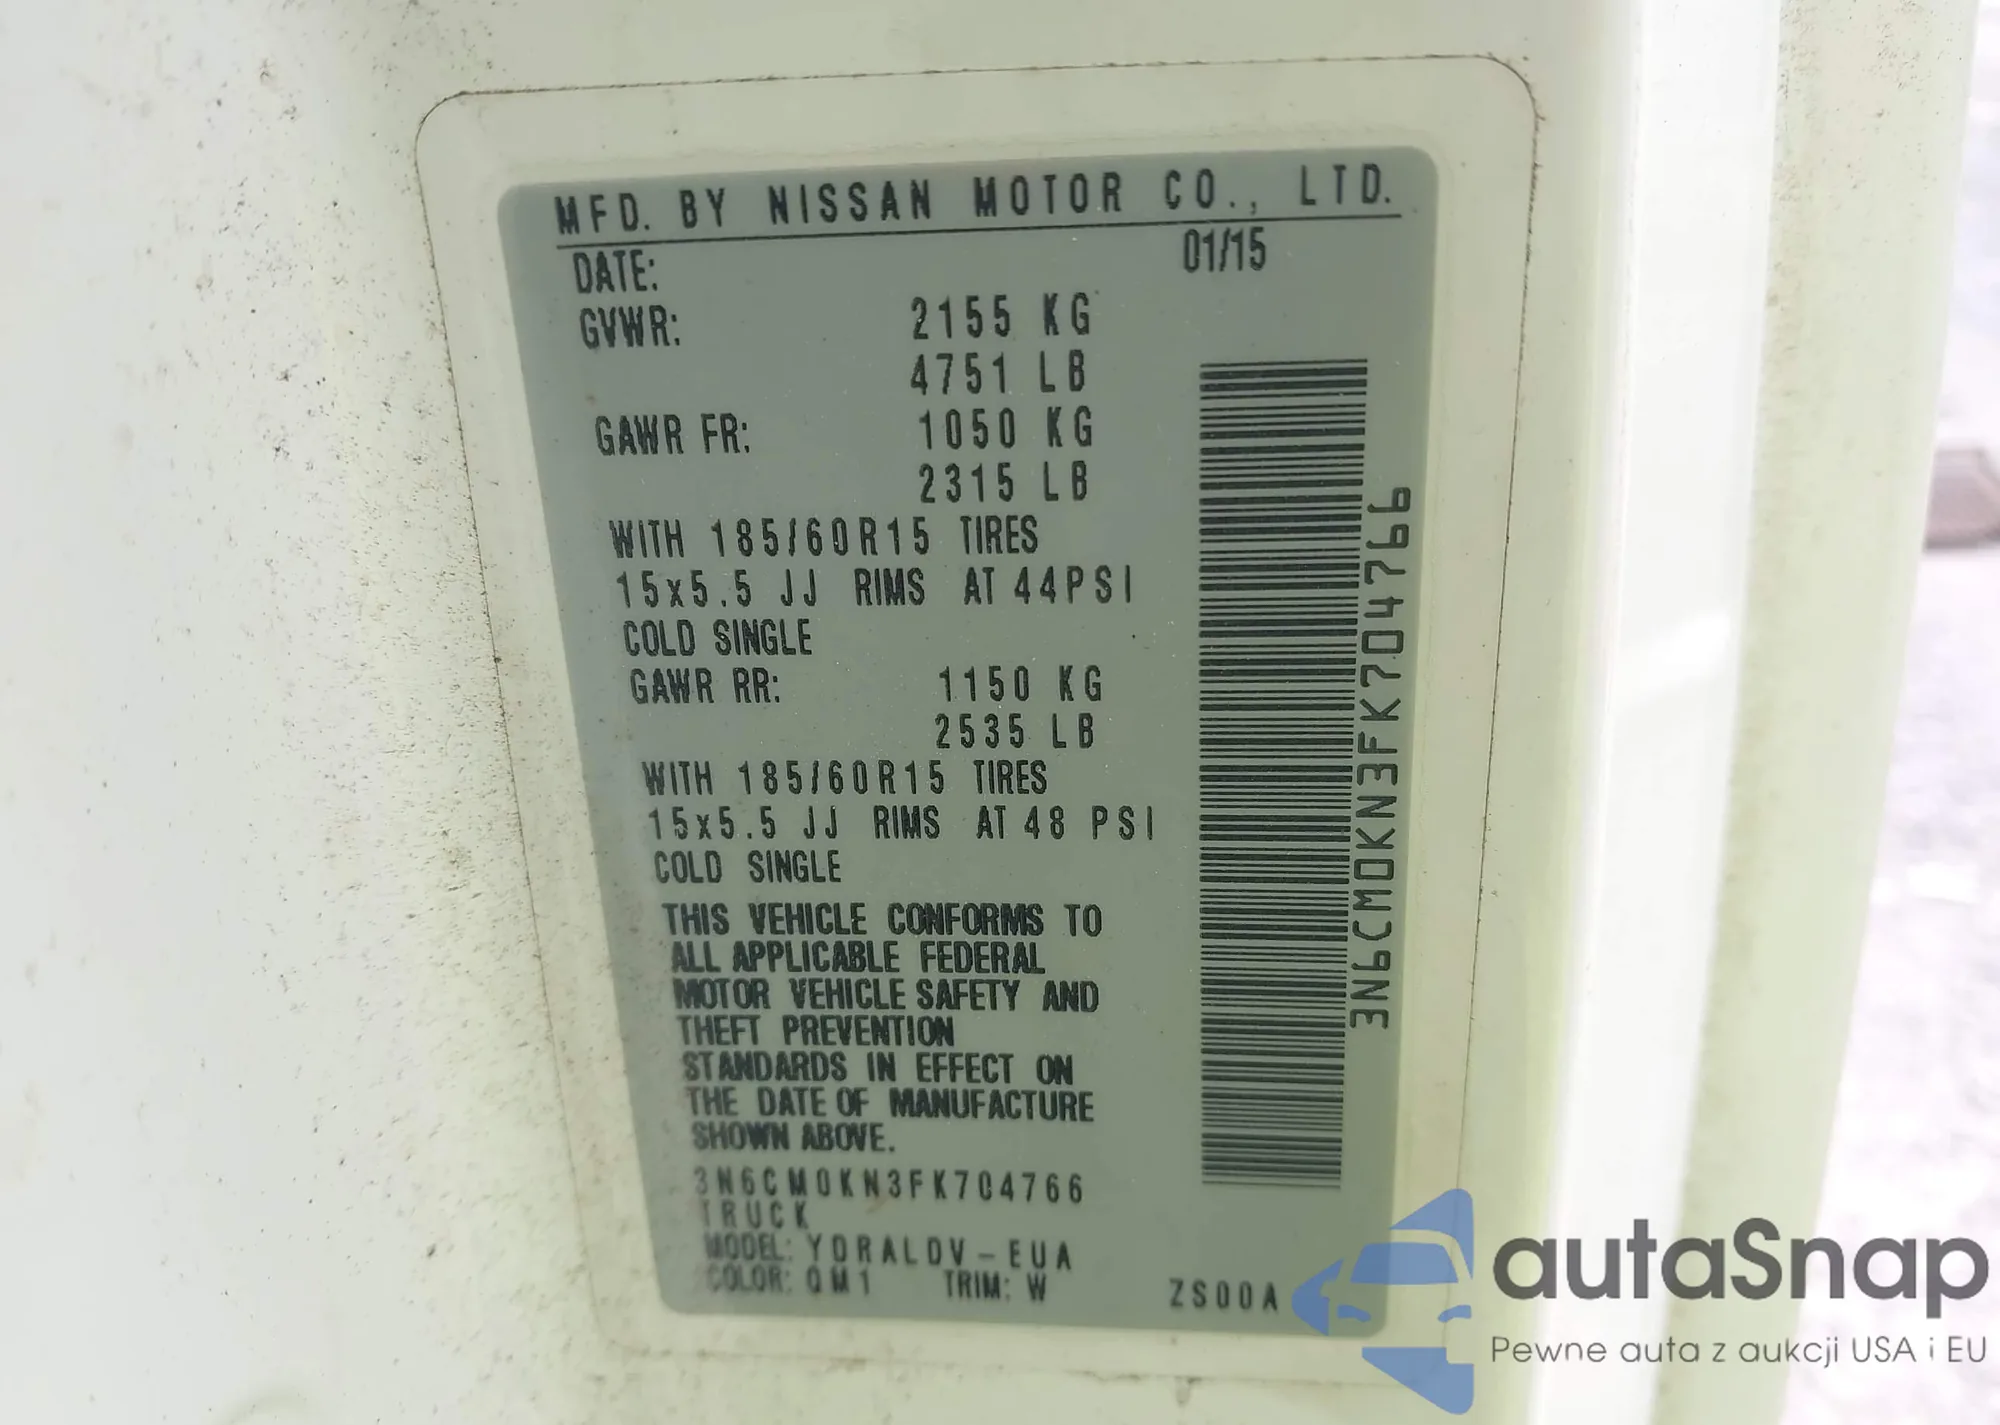 MFD. BY NISSAN MOTOR CO., LTD.
DATE: 01/15
GVWR: 2155 KG
4751 LB
GAWR FR: 1050 KG
2315 LB
WITH 185/60R15 TIRES
15x5.5 JJ RIMS AT 44PSI
COLD SINGLE
GAWR RR: 1150 KG
2535 LB
WITH 185/60R15 TIRES
15x5.5 JJ RIMS AT 48 PSI
COLD SINGLE
THIS VEHICLE CONFORMS TO
ALL APPLICABLE FEDERAL
MOTOR VEHICLE SAFETY AND
THEFT PREVENTION
STANDARDS IN EFFECT ON
THE DATE OF MANUFACTURE
SHOWN ABOVE.
3N6CM0KN3FK704766
TRUCK
MODEL: YDRALDV-EUA
COLOR: QM1 TRIM: W ZS00A
3N6CM0KN3FK704766
autaSnap
Pewne auta z aukcji USA i EU